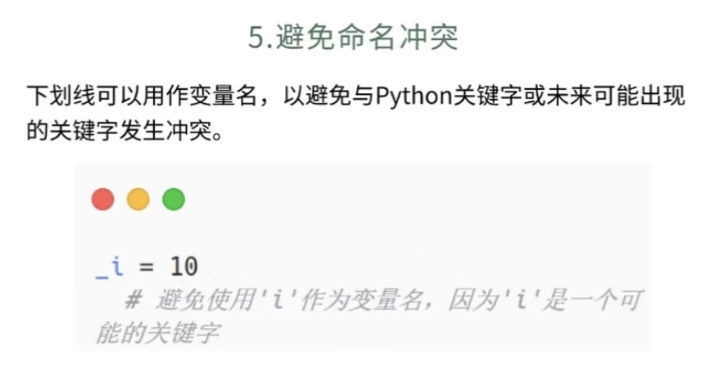 5.避免命名冲突
下划线可以用作变量名，以避免与Python关键字或未来可能出现
的关键字发生冲突。
_i = 10
# 避免使用'i'作为变量名，因为'i'是一个可
能的关键字